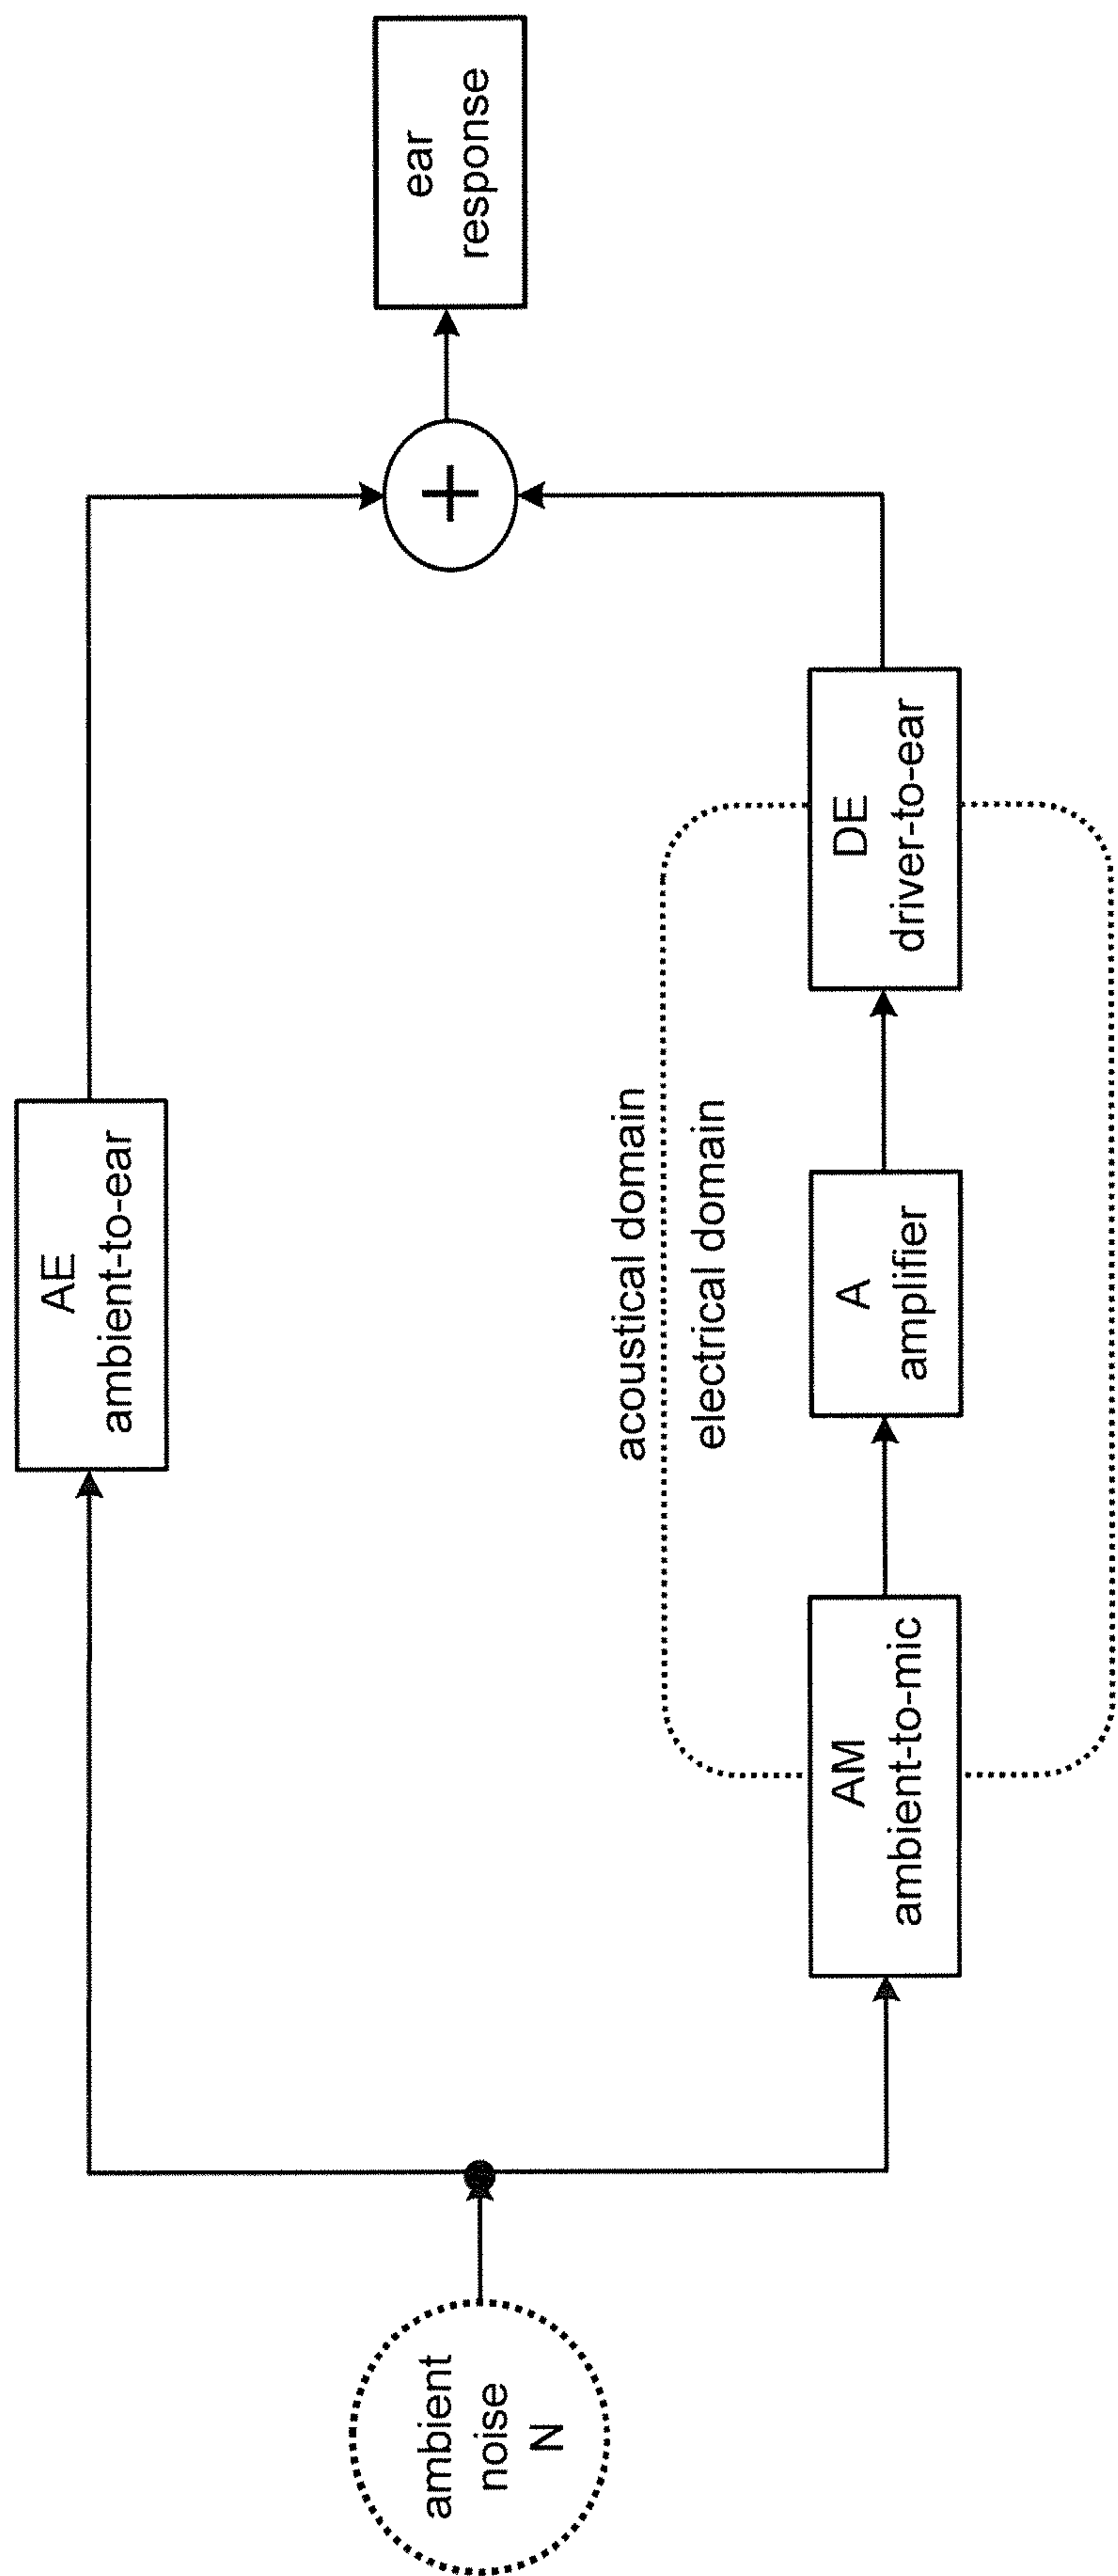 AE
ambient-to-ear
ambient
noise
N
acoustical domain
electrical domain
AM
ambient-to-mic
A
amplifier
DE
driver-to-ear
+
ear
response